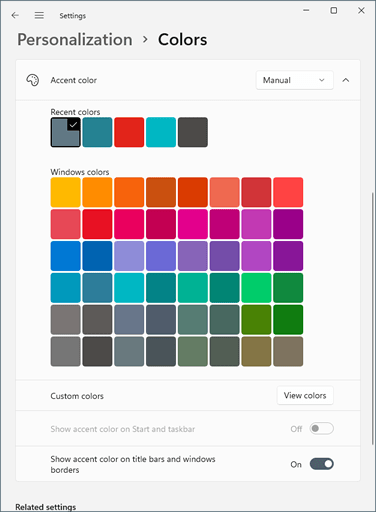 Settings
Personalization > Colors
Accent color
Manual
Recent colors
Windows colors
Custom colors
View colors
Show accent color on Start and taskbar
Off
Show accent color on title bars and windows
borders
On
Related settings